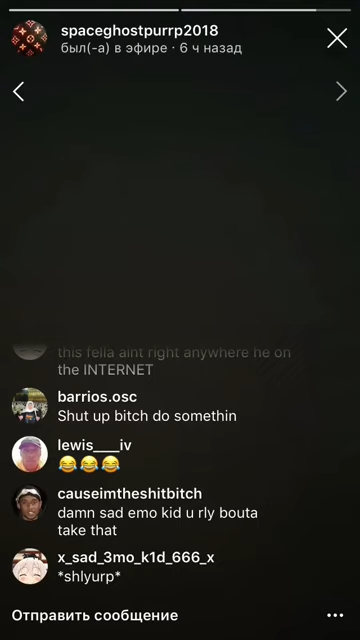 spaceghostpurrp2018
был(-а) в эфире · 6 ч назад
this fella aint right anywhere he on
the INTERNET
barrios.osc
Shut up bitch do somethin
lewis___iv
😂😂😂
causeimtheshitbitch
damn sad emo kid u rly bouta
take that
x_sad_3mo_k1d_666_x
*shlyurp*
Отправить сообщение